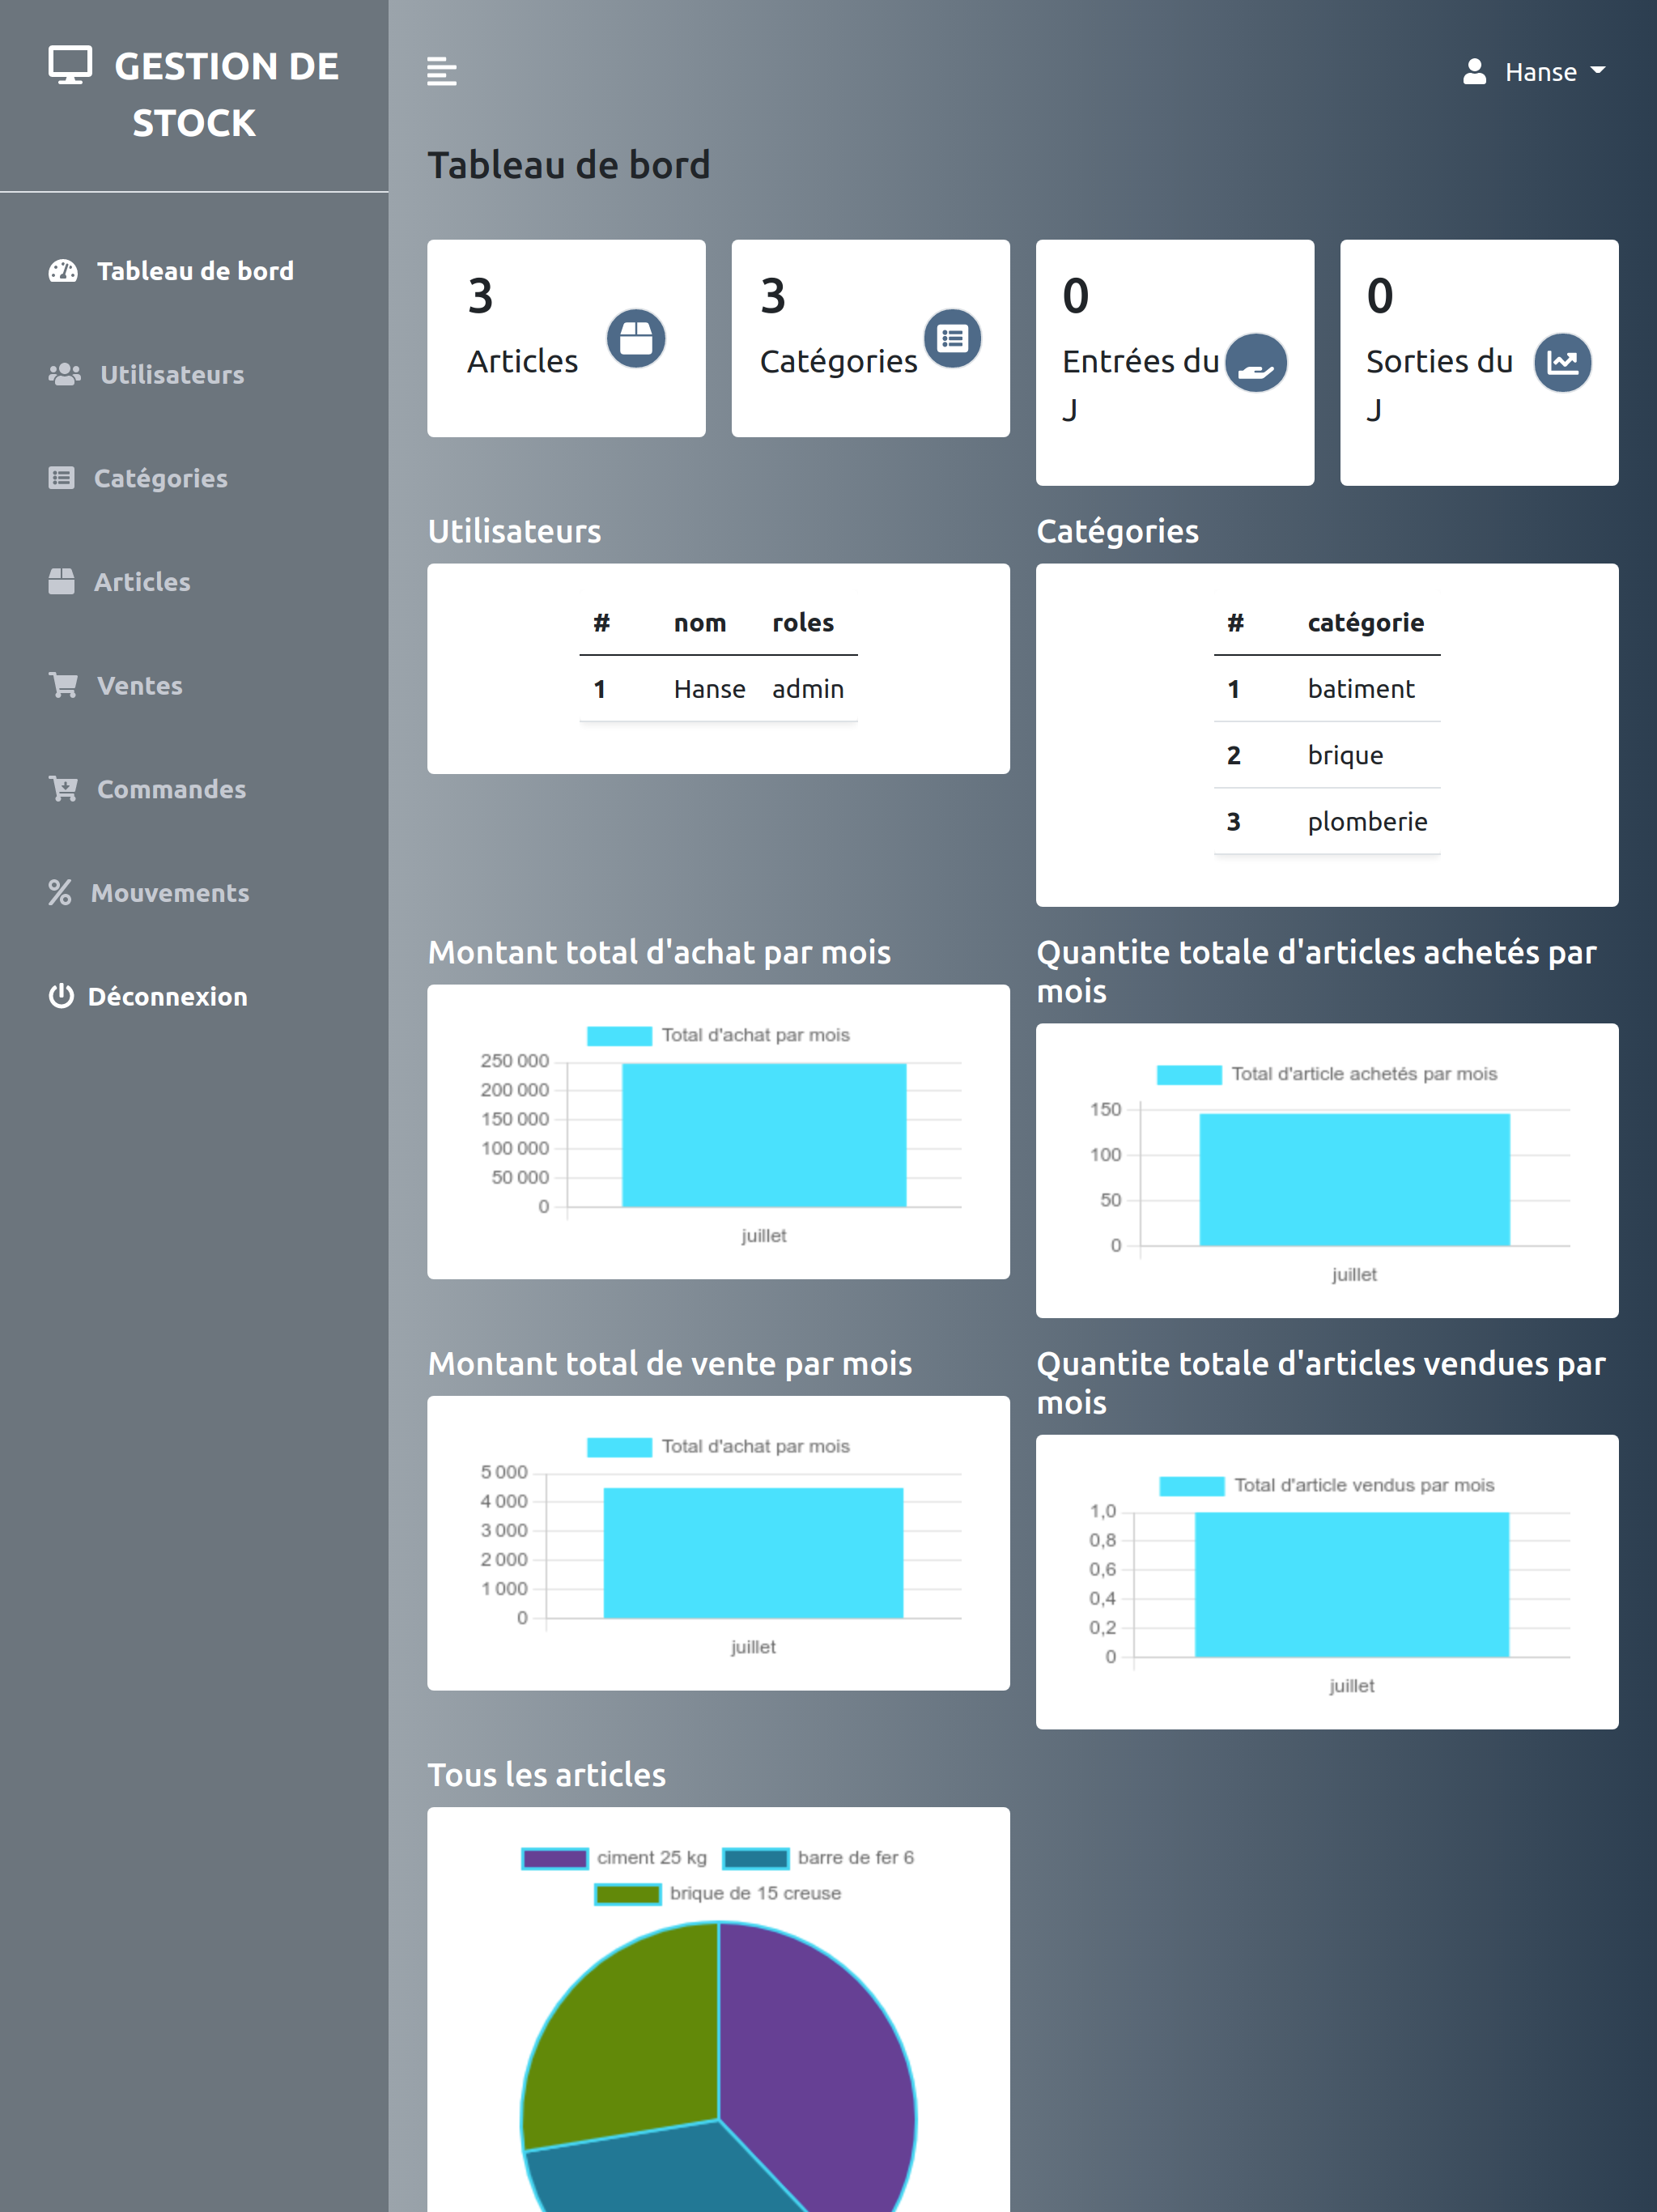 GESTION DE
STOCK
Tableau de bord
Utilisateurs
Catégories
Articles
Ventes
Commandes
Mouvements
Déconnexion
Hanse
Tableau de bord
3
Articles
3
Catégories
0
Entrées du
J
0
Sorties du
J
Utilisateurs
# nom roles
1 Hanse admin
Catégories
# catégorie
1 batiment
2 brique
3 plomberie
Montant total d'achat par mois
Total d'achat par mois
250 000
200 000
150 000
100 000
50 000
0
juillet
Quantite totale d'articles achetés par
mois
Total d'article achetés par mois
150
100
50
0
juillet
Montant total de vente par mois
Total d'achat par mois
5 000
4 000
3 000
2 000
1 000
0
juillet
Quantite totale d'articles vendues par
mois
Total d'article vendus par mois
1,0
0,8
0,6
0,4
0,2
0
juillet
Tous les articles
ciment 25 kg barre de fer 6
brique de 15 creuse